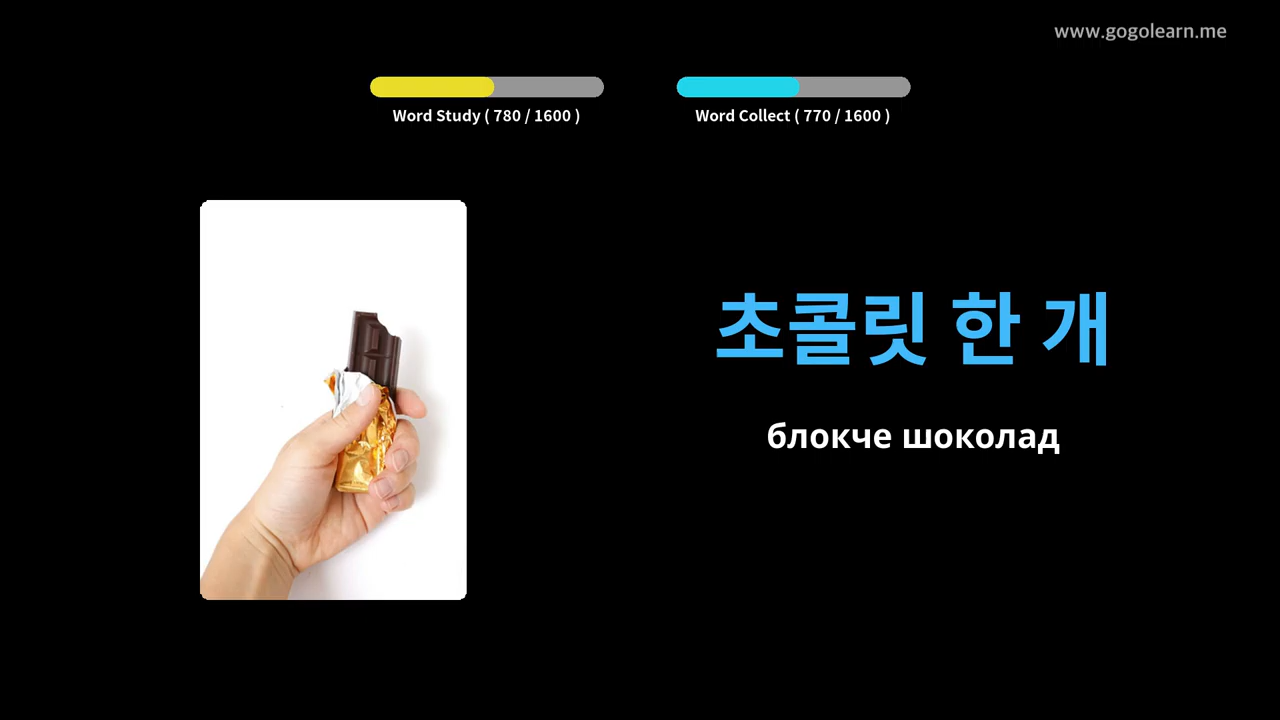 www.gogolearn.me
Word Study ( 780 / 1600 )
Word Collect ( 770 / 1600 )
초콜릿 한 개
блокче шоколад